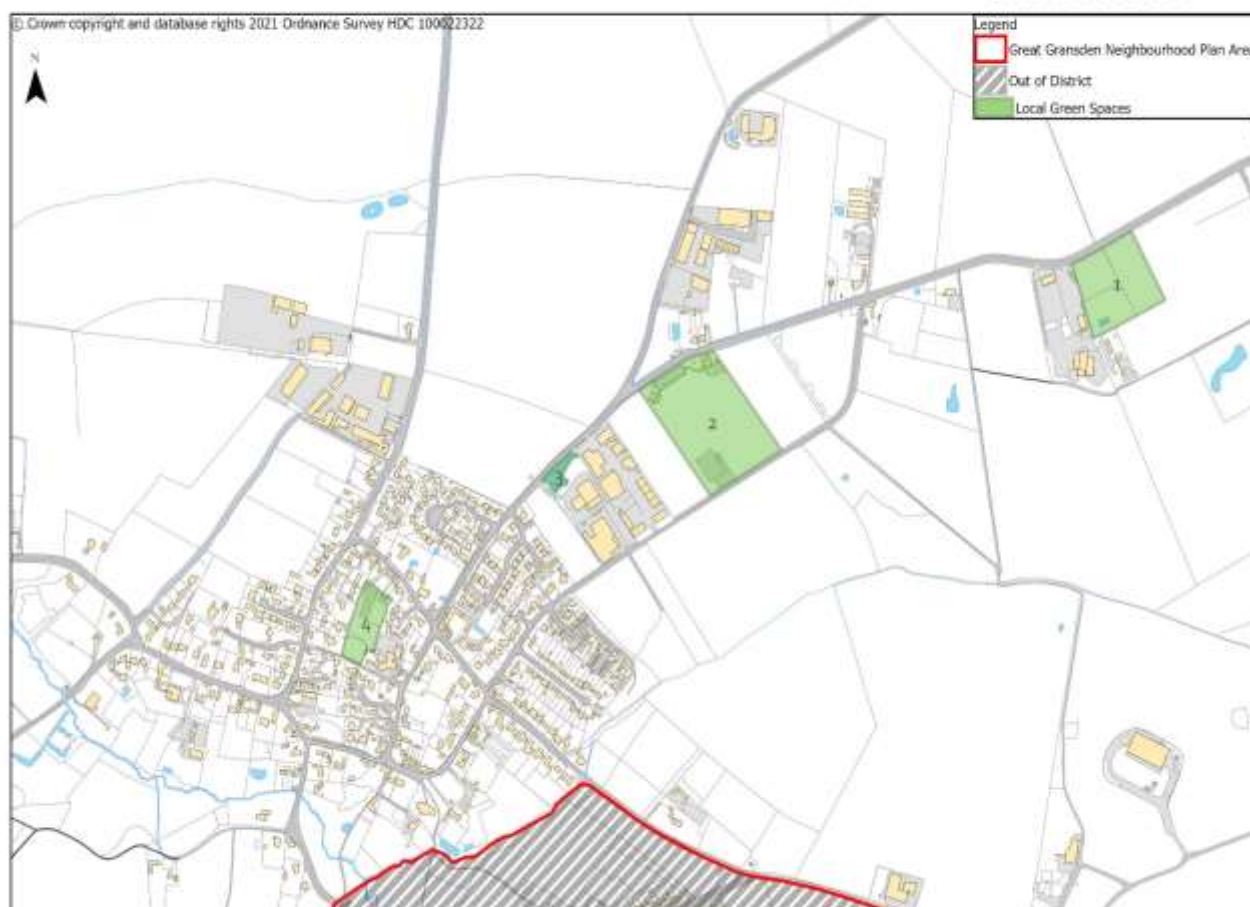 © Crown copyright and database rights 2021 Ordnance Survey HDC 100022322
N
Legend
Great Gransden Neighbourhood Plan Area
Out of District
Local Green Spaces
1
2
3
4